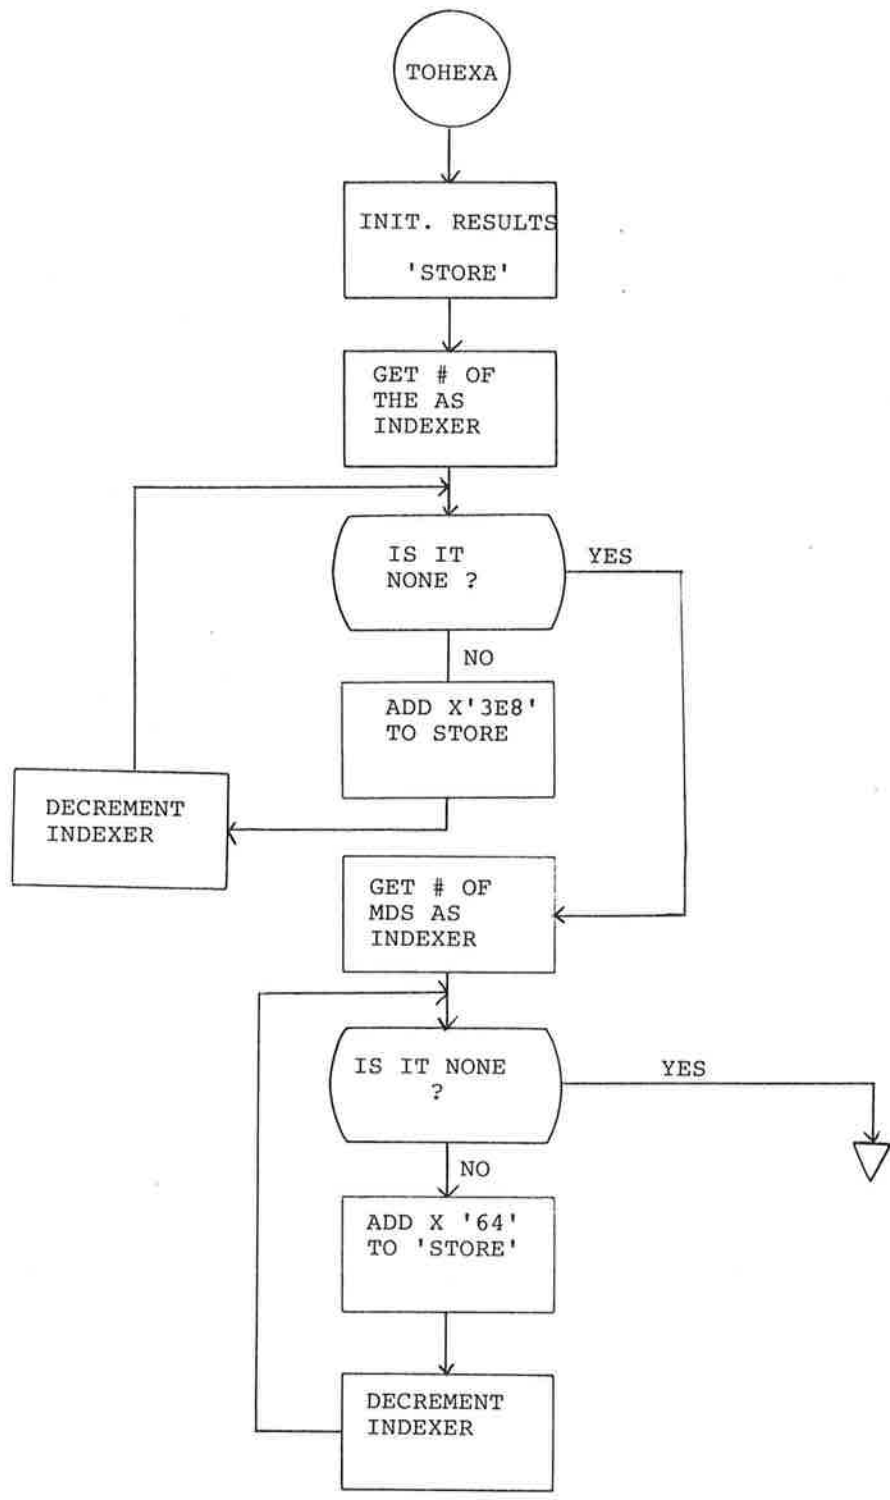 TOHEXA
INIT. RESULTS
'STORE'
GET # OF
THE AS
INDEXER
IS IT
NONE ?
YES
NO
ADD X'3E8'
TO STORE
DECREMENT
INDEXER
GET # OF
MDS AS
INDEXER
IS IT NONE
?
YES
NO
ADD X '64'
TO 'STORE'
DECREMENT
INDEXER